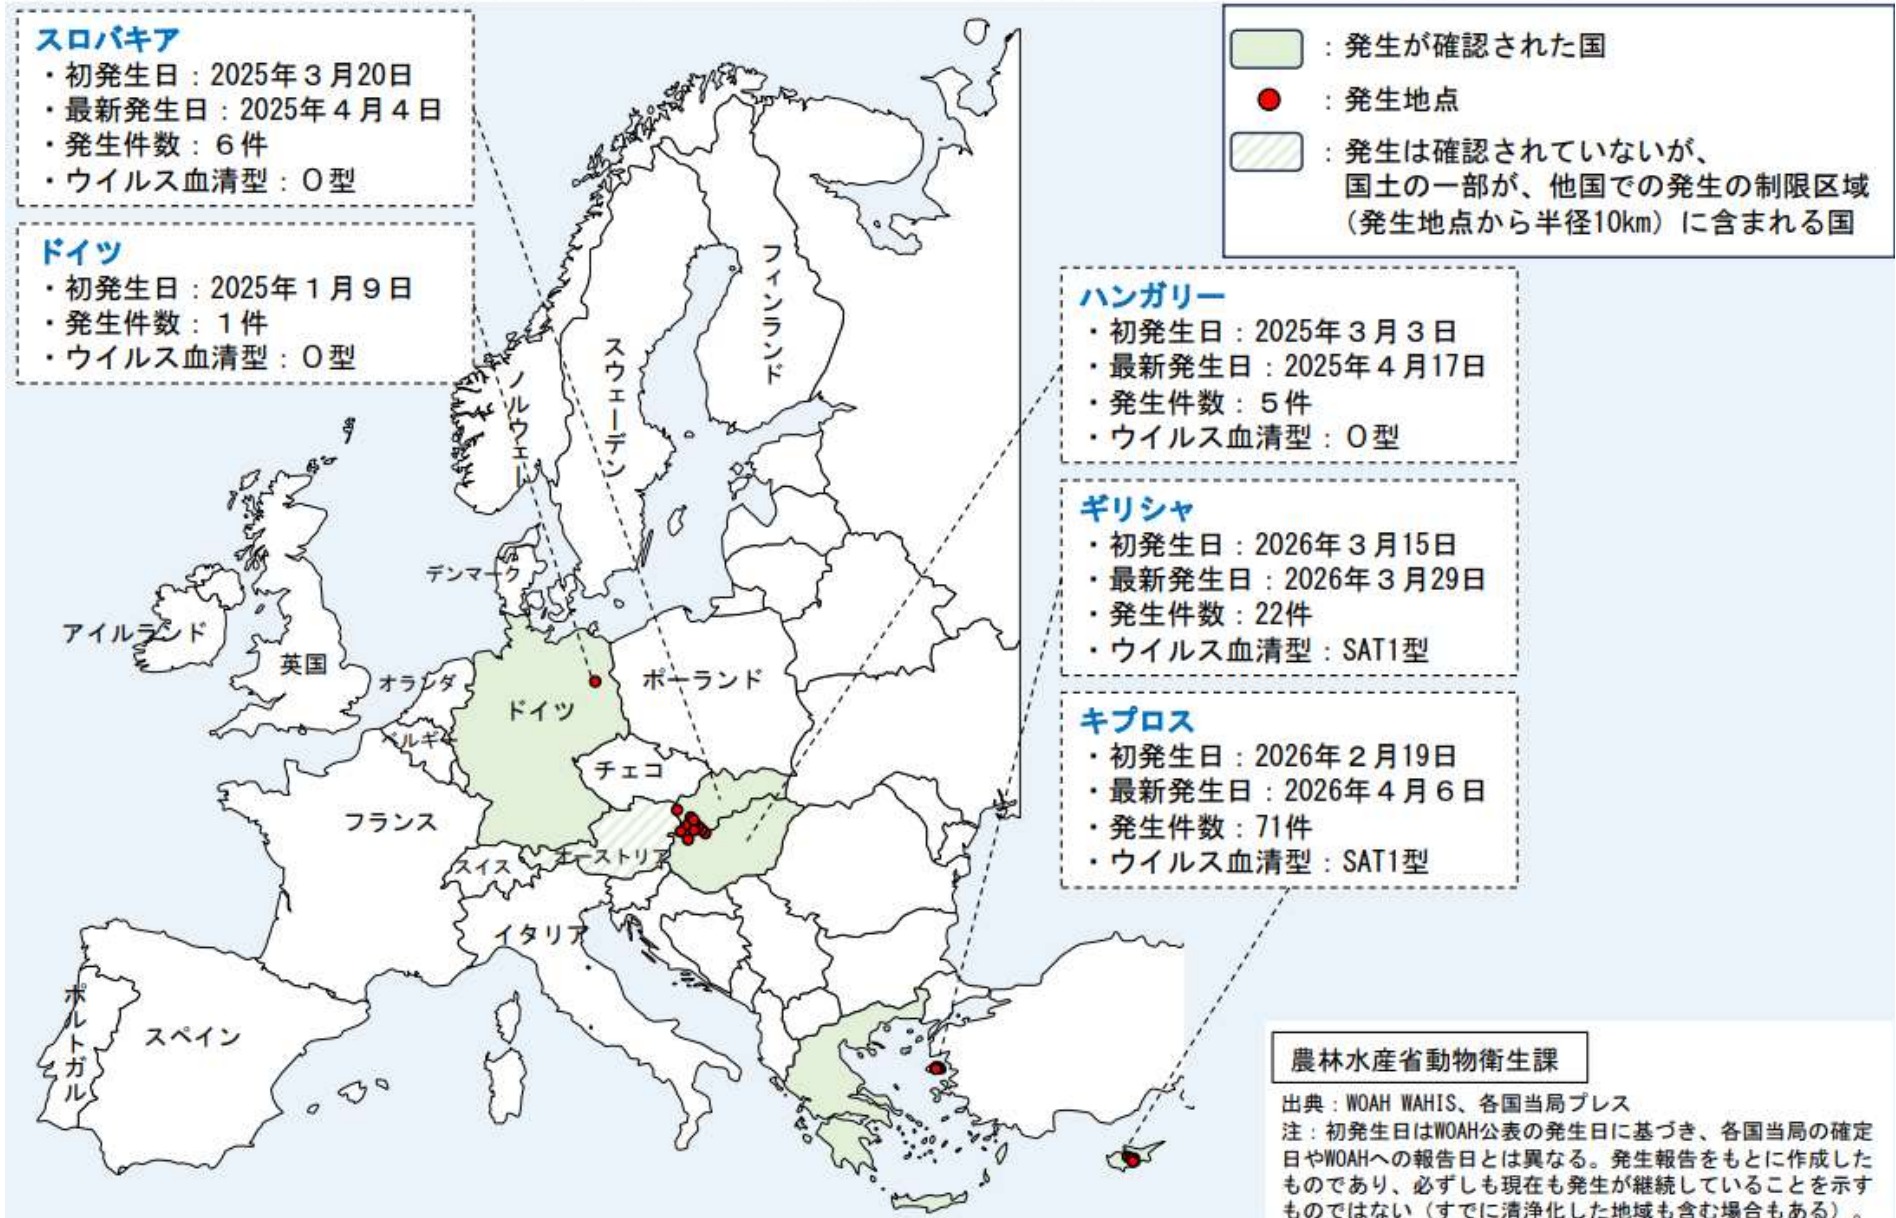 スロバキア
・初発生日：2025年３月20日
・最新発生日：2025年４月４日
・発生件数：６件
・ウイルス血清型：Ｏ型
ドイツ
・初発生日：2025年１月９日
・発生件数：１件
・ウイルス血清型：Ｏ型
：発生が確認された国
：発生地点
：発生は確認されていないが、
国土の一部が、他国での発生の制限区域
（発生地点から半径10km）に含まれる国
ハンガリー
・初発生日：2025年３月３日
・最新発生日：2025年４月17日
・発生件数：５件
・ウイルス血清型：Ｏ型
ギリシャ
・初発生日：2026年３月15日
・最新発生日：2026年３月29日
・発生件数：22件
・ウイルス血清型：SAT1型
キプロス
・初発生日：2026年２月19日
・最新発生日：2026年４月６日
・発生件数：71件
・ウイルス血清型：SAT1型
フィンランド
スウェーデン
ノルウェー
デンマーク
アイルランド
英国
オランダ
ベルギー
ドイツ
ポーランド
チェコ
フランス
スイス
オーストリア
イタリア
ポルトガル
スペイン
農林水産省動物衛生課
出典：WOAH WAHIS、各国当局プレス
注：初発生日はWOAH公表の発生日に基づき、各国当局の確定
日やWOAHへの報告日とは異なる。発生報告をもとに作成した
ものであり、必ずしも現在も発生が継続していることを示す
ものではない（すでに清浄化した地域も含む場合もある）。